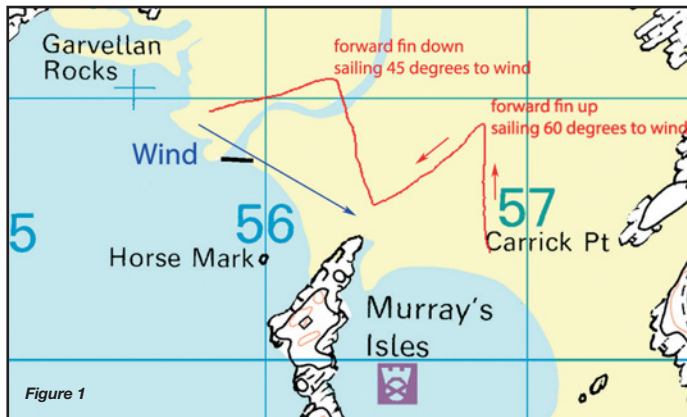 Garvellan
Rocks
forward fin down
sailing 45 degrees to wind
forward fin up
sailing 60 degrees to wind
Wind
5
56
57
Carrick Pt
Horse Mark
Murray's
Isles
Figure 1